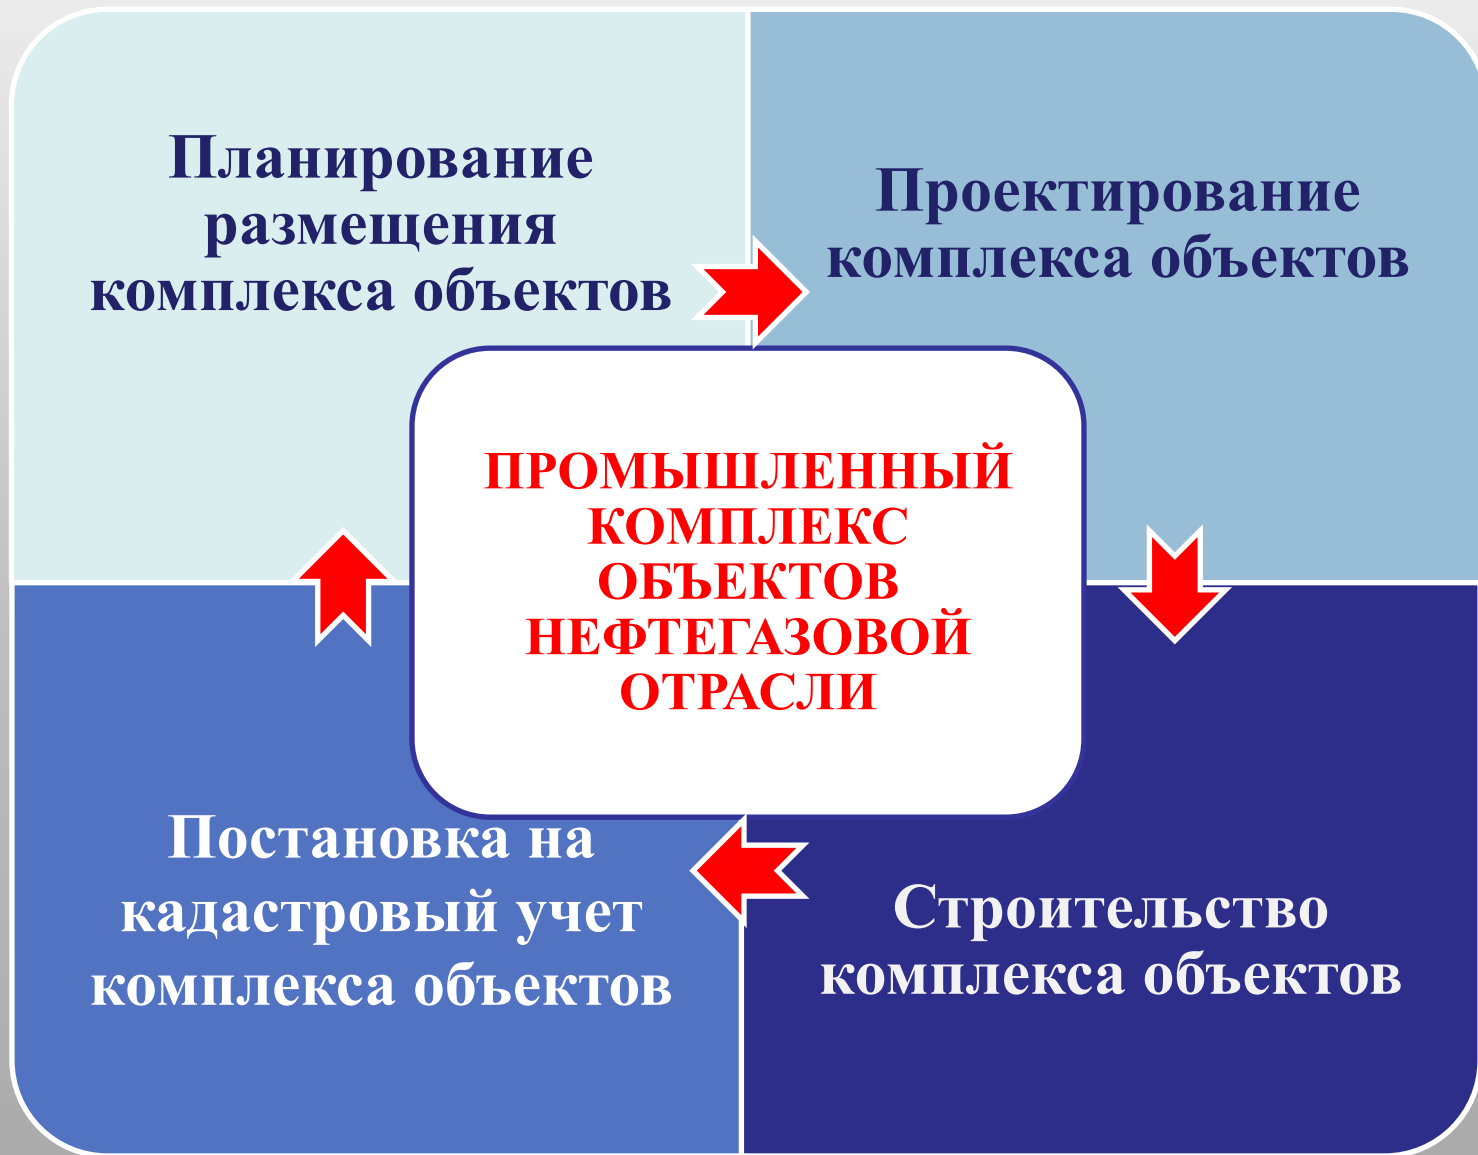 Планирование
размещения
комплекса объектов
Проектирование
комплекса объектов
ПРОМЫШЛЕННЫЙ
КОМПЛЕКС
ОБЪЕКТОВ
НЕФТЕГАЗОВОЙ
ОТРАСЛИ
Постановка на
кадастровый учет
комплекса объектов
Строительство
комплекса объектов